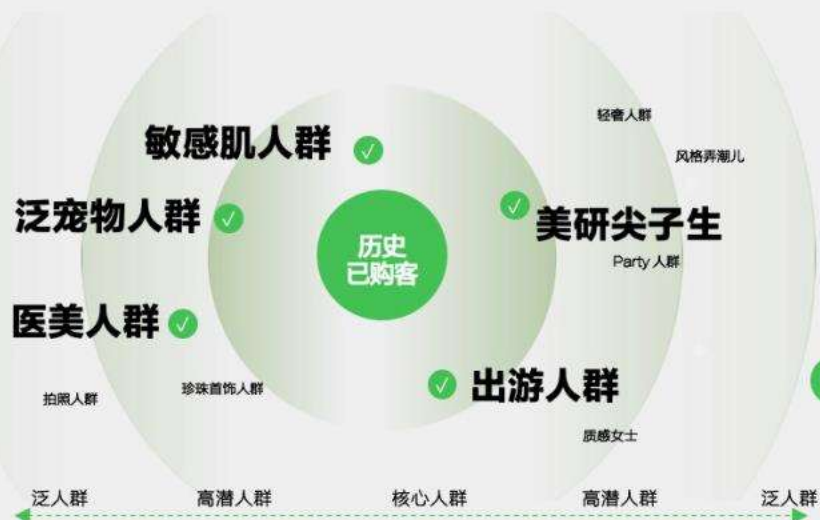 轻奢人群
敏感肌人群
风格弄潮儿
泛宠物人群
美研尖子生
历史
已购客
Party 人群
医美人群
珍珠首饰人群
出游人群
拍照人群
质感女士
泛人群
高潜人群
核心人群
高潜人群
泛人群